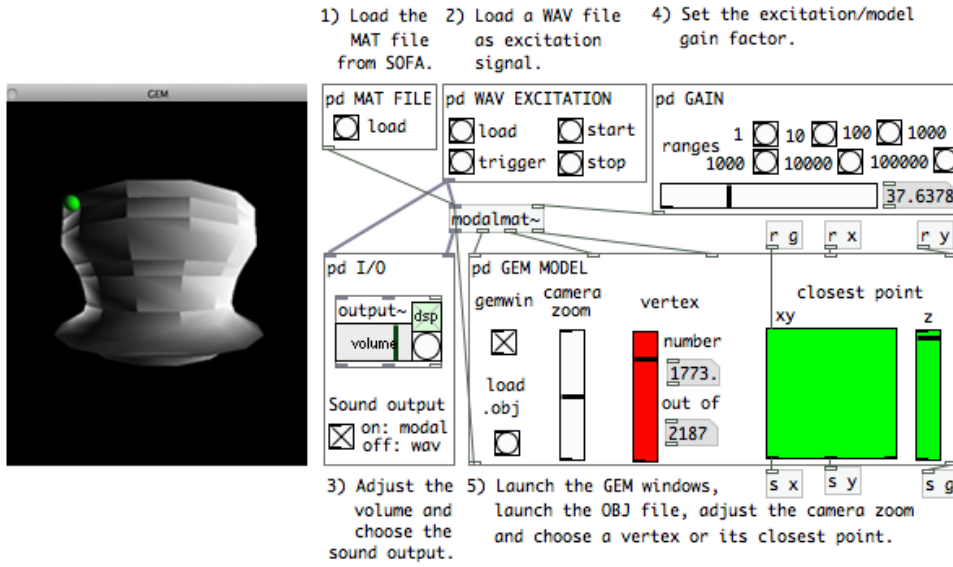 1) Load the
MAT file
from SOFA.
2) Load a WAV file
as excitation
signal.
4) Set the excitation/model
gain factor.
GEM
pd MAT FILE
load
pd WAV EXCITATION
load
start
trigger
stop
pd GAIN
ranges
1
10
100
1000
1000
10000
100000
37.6378
modalmat~
r g
r x
r y
pd I/O
output~
dsp
volume
Sound output
on: modal
off: wav
pd GEM MODEL
gemwin
camera
zoom
vertex
closest point
xy
z
number
1773.
load
.obj
out of
2187
s x
s y
s g
3) Adjust the
volume and
choose the
sound output.
5) Launch the GEM windows,
launch the OBJ file, adjust the camera zoom
and choose a vertex or its closest point.